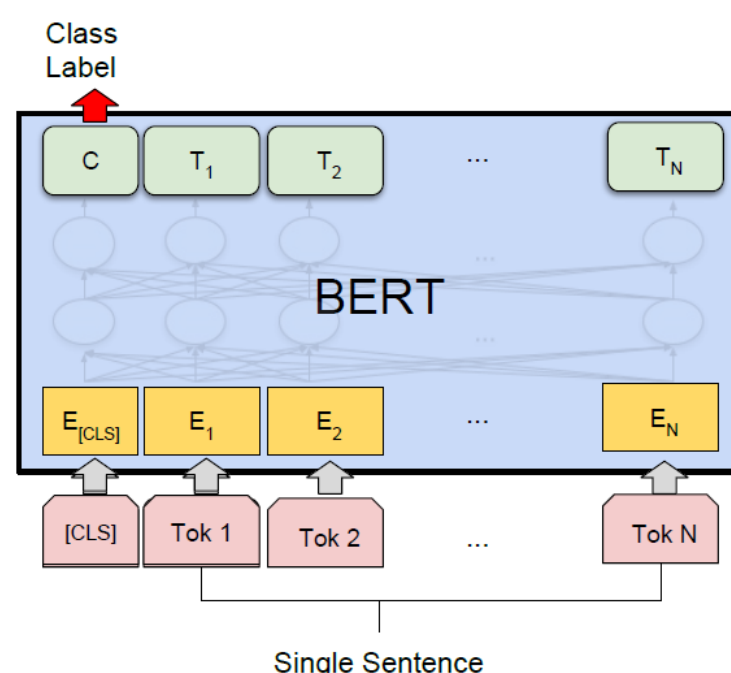 Class
Label
C T1 T2 ... TN
...
BERT
...
E[CLS] E1 E2 ... EN
[CLS] Tok 1 Tok 2 ... Tok N
Single Sentence